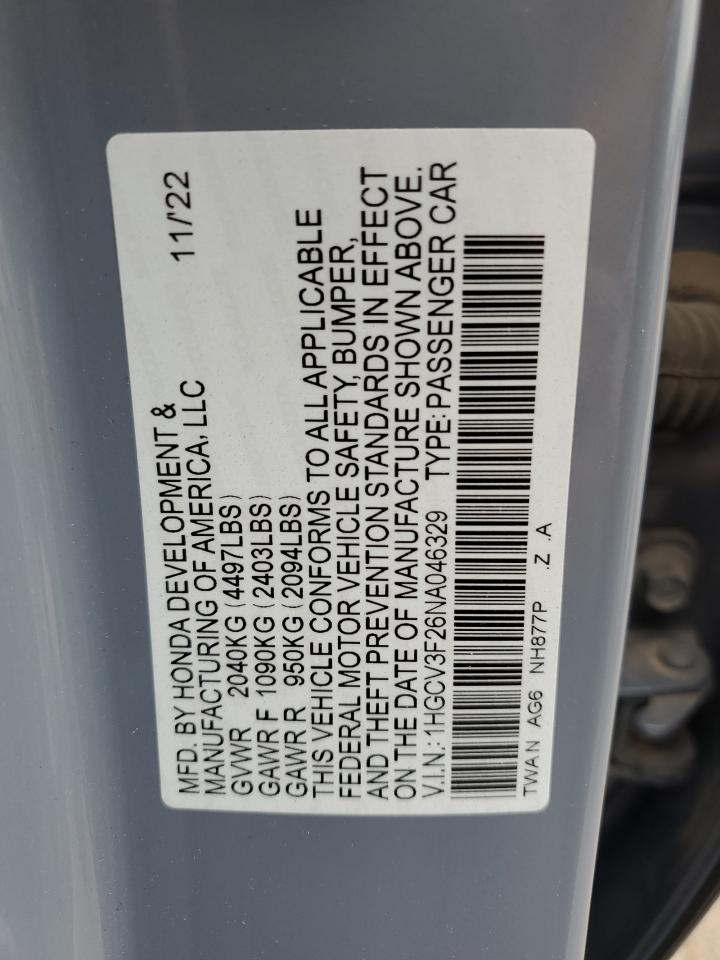 MFD. BY HONDA DEVELOPMENT & 11/'22
MANUFACTURING OF AMERICA, LLC
GVWR 2040KG (4497LBS)
GAWR F 1090KG (2403LBS)
GAWR R 950KG (2094LBS)
THIS VEHICLE CONFORMS TO ALL APPLICABLE
FEDERAL MOTOR VEHICLE SAFETY, BUMPER,
AND THEFT PREVENTION STANDARDS IN EFFECT
ON THE DATE OF MANUFACTURE SHOWN ABOVE.
V.I.N.: 1HGCV3F26NA046329 TYPE: PASSENGER CAR
TWAN AG6 NH877P .Z .A